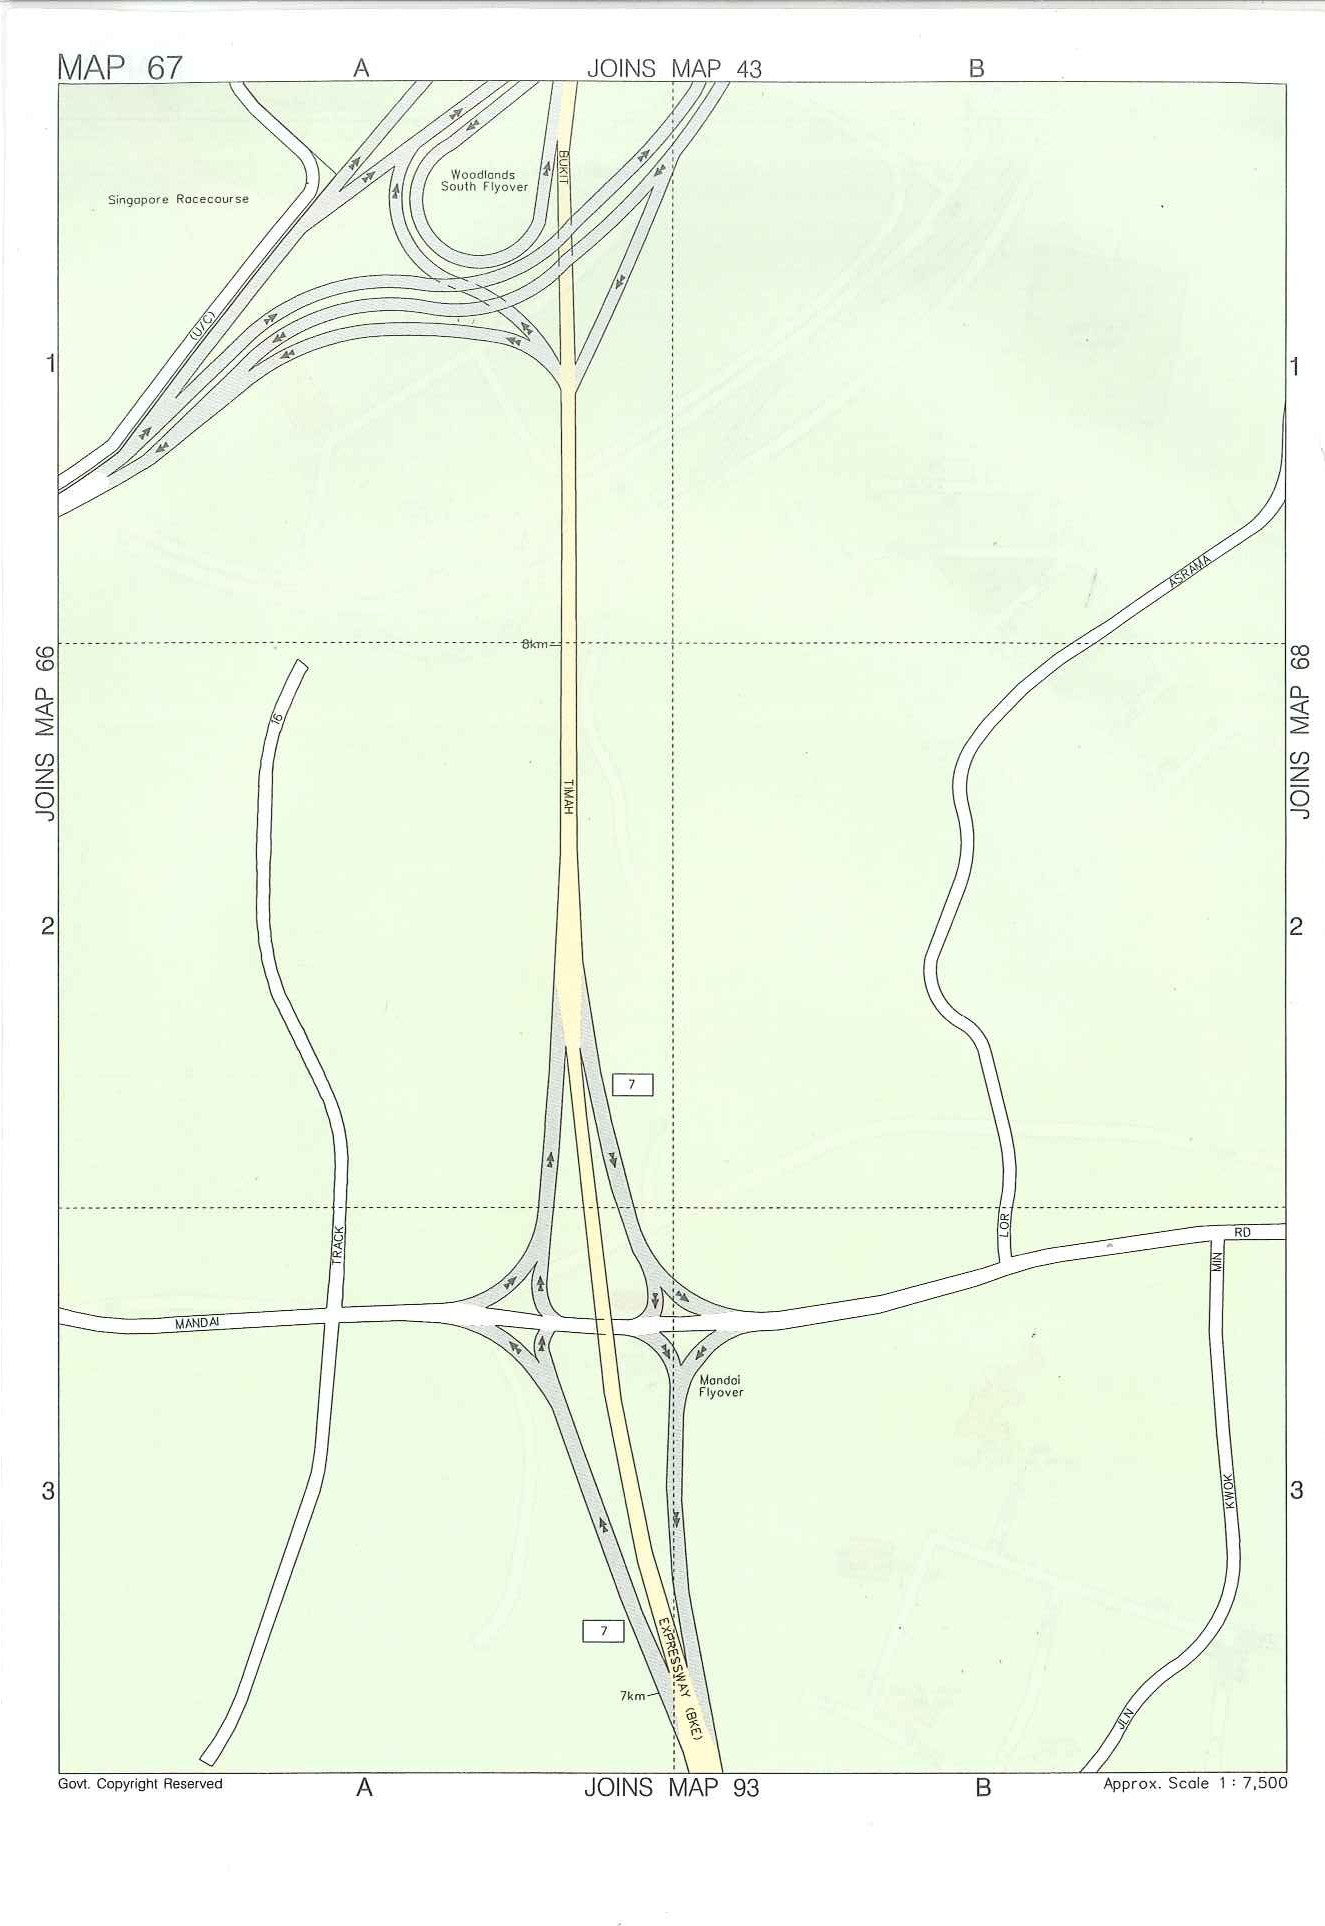 MAP 67
A
JOINS MAP 43
B
Singapore Racecourse
Woodlands
South Flyover
BUKIT
(U/C)
1
1
ASRAMA
8km
JOINS MAP 66
JOINS MAP 68
16
TIMAH
2
2
7
LOR
TRACK
RD
MIN
MANDAI
Mandai
Flyover
3
KWOK
3
7
EXPRESSWAY (BKE)
7km
JLN
Govt. Copyright Reserved
A
JOINS MAP 93
B
Approx. Scale 1 : 7,500